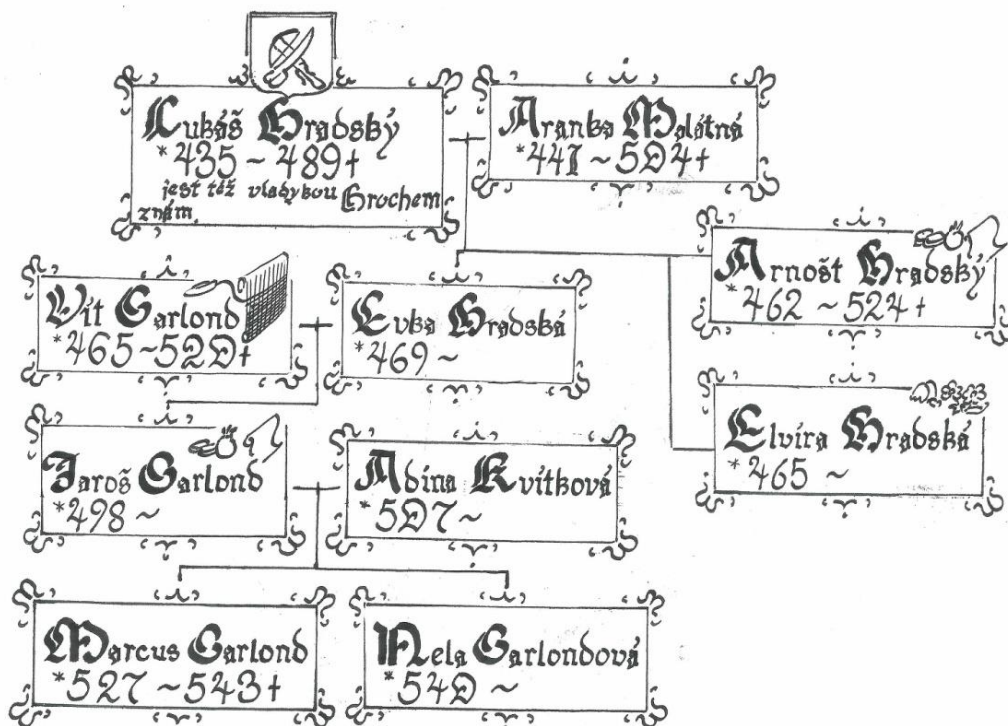 Lukáš Hradský
*435 ~ 489+
jest též vladykou Hrochem
znám
Aranka Malátná
*441 ~ 504+
Arnošt Hradský
*462 ~ 524+
Vít Garlond
*465 ~ 520+
Evka Hradská
*469 ~
Elvíra Hradská
*465 ~
Jaroš Garlond
*498 ~
Adina Kvítková
*507 ~
Marcus Garlond
*527 ~ 543+
Nela Garlondová
*540 ~